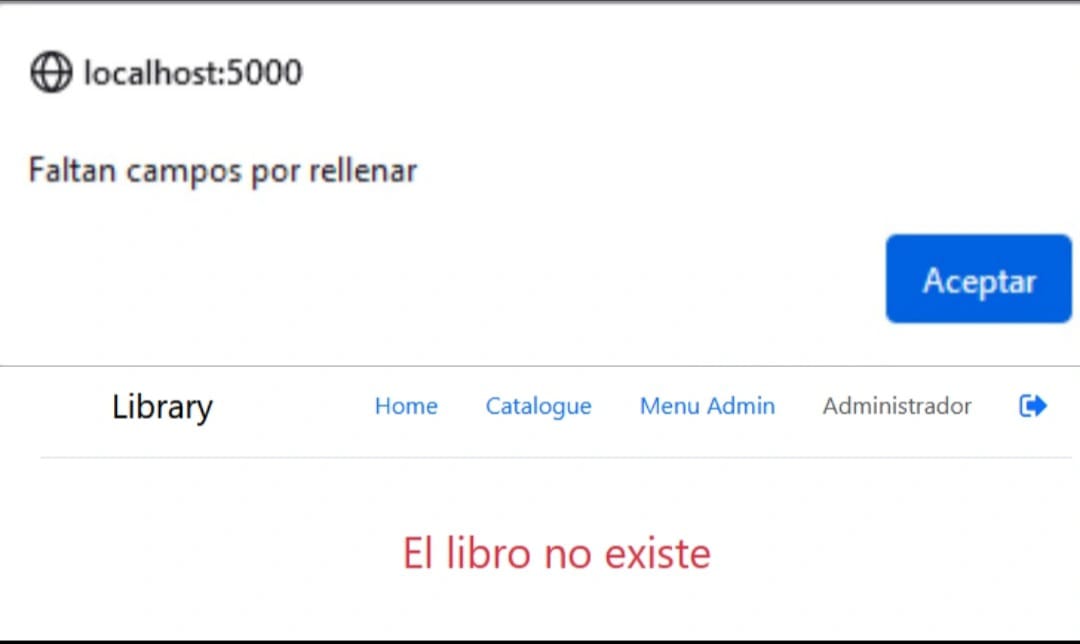 localhost:5000
Faltan campos por rellenar
Aceptar
Library Home Catalogue Menu Admin Administrador
El libro no existe